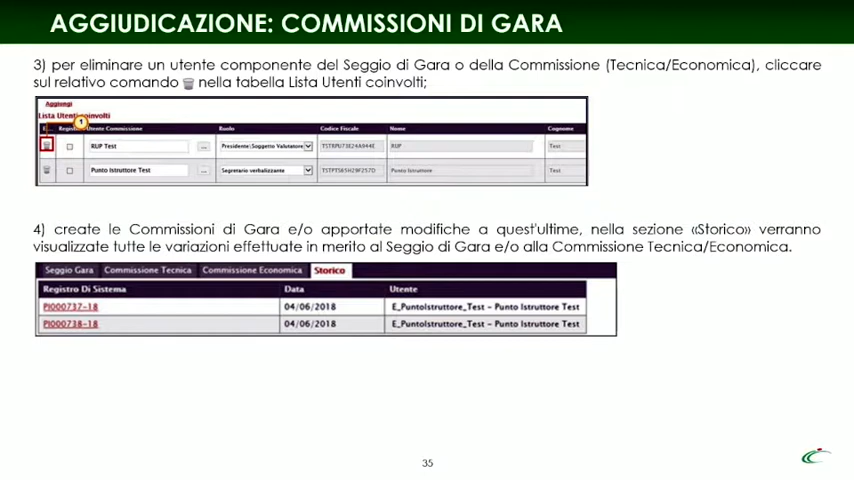 AGGIUDICAZIONE: COMMISSIONI DI GARA
3) per eliminare un utente componente del Seggio di Gara o della Commissione (Tecnica/Economica), cliccare
sul relativo comando nella tabella Lista Utenti coinvolti;
Aggiungi
Lista Utenti coinvolti
1
E... Regist Utente Commissione Ruolo Codice Fiscale Nome Cognome
RUP Test ... Presidente\Soggetto Valutatore RUP Test
Punto Istruttore Test ... Segretario verbalizzante Punto Istruttore Test
4) create le Commissioni di Gara e/o apportate modifiche a quest'ultime, nella sezione «Storico» verranno
visualizzate tutte le variazioni effettuate in merito al Seggio di Gara e/o alla Commissione Tecnica/Economica.
Seggio Gara Commissione Tecnica Commissione Economica Storico
Registro Di Sistema Data Utente
PI000737-18 04/06/2018 E_PuntoIstruttore_Test - Punto Istruttore Test
PI000738-18 04/06/2018 E_PuntoIstruttore_Test - Punto Istruttore Test
35